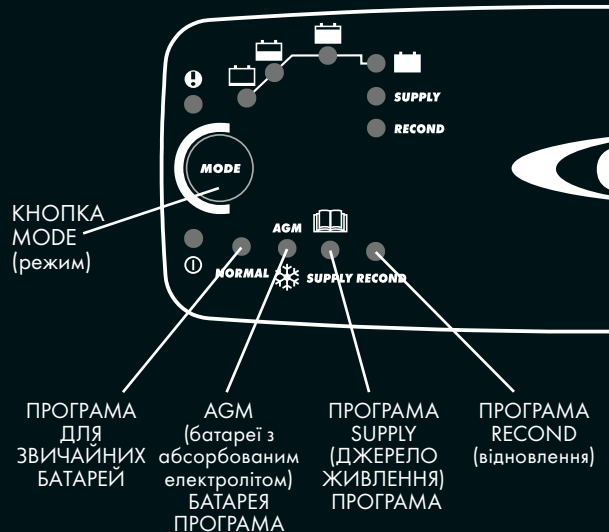 SUPPLY
RECOND
MODE
КНОПКА
MODE
(режим)
AGM
NORMAL
SUPPLY RECOND
ПРОГРАМА
ДЛЯ
ЗВИЧАЙНИХ
БАТАРЕЙ
AGM
(батареї з
абсорбованим
електролітом)
БАТАРЕЯ
ПРОГРАМА
ПРОГРАМА
SUPPLY
(ДЖЕРЕЛО
ЖИВЛЕННЯ)
ПРОГРАМА
ПРОГРАМА
RECOND
(відновлення)